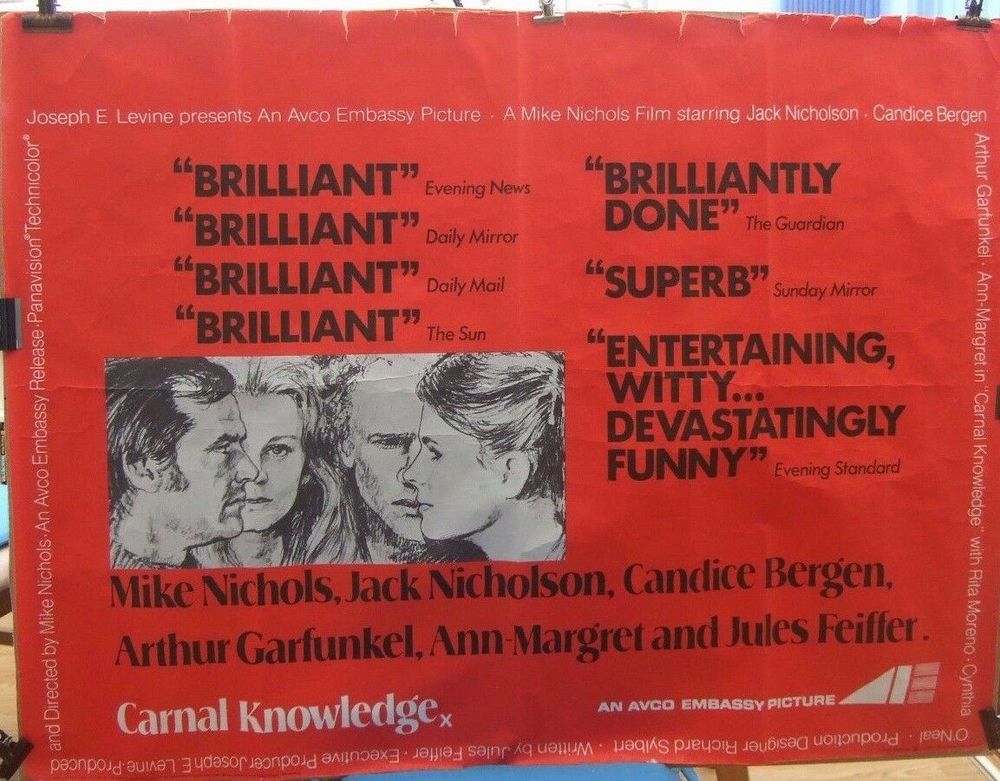 Joseph E. Levine presents An Avco Embassy Picture · A Mike Nichols Film starring Jack Nicholson · Candice Bergen
Arthur Garfunkel · Ann-Margret in "Carnal Knowledge" with Rita Moreno · Cynthia
O'Neal · Production Designer Richard Sylbert · Written by Jules Feiffer · Executive Producer Joseph E. Levine · Produced
and Directed by Mike Nichols · An Avco Embassy Release · Panavision® Technicolor®
“BRILLIANT” Evening News
“BRILLIANT” Daily Mirror
“BRILLIANT” Daily Mail
“BRILLIANT” The Sun
“BRILLIANTLY
DONE” The Guardian
“SUPERB” Sunday Mirror
“ENTERTAINING,
WITTY...
DEVASTATINGLY
FUNNY” Evening Standard
Mike Nichols, Jack Nicholson, Candice Bergen,
Arthur Garfunkel, Ann-Margret and Jules Feiffer.
Carnal Knowledge x
AN AVCO EMBASSY PICTURE